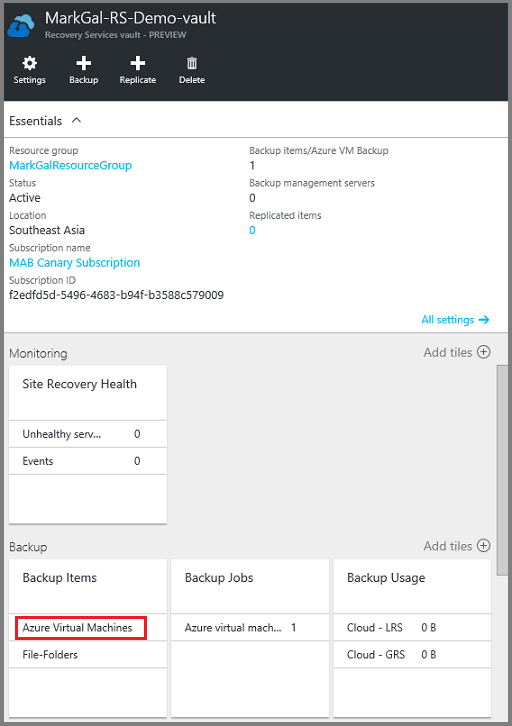 MarkGal-RS-Demo-vault
Recovery Services vault - PREVIEW
Settings Backup Replicate Delete
Essentials
Resource group
MarkGalResourceGroup
Status
Active
Location
Southeast Asia
Subscription name
MAB Canary Subscription
Subscription ID
f2edfd5d-5496-4683-b94f-b3588c579009
Backup items/Azure VM Backup
1
Backup management servers
0
Replicated items
0
All settings
Monitoring
Add tiles
Site Recovery Health
Unhealthy serv... 0
Events 0
Backup
Add tiles
Backup Items
Azure Virtual Machines
File-Folders
Backup Jobs
Azure virtual mach... 1
Backup Usage
Cloud - LRS 0 B
Cloud - GRS 0 B